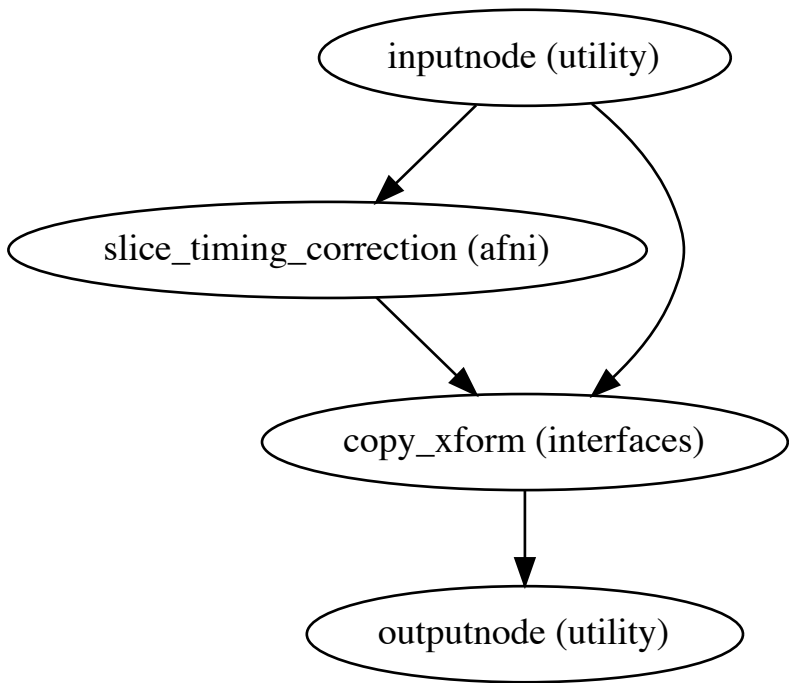 inputnode (utility)
slice_timing_correction (afni)
copy_xform (interfaces)
outputnode (utility)